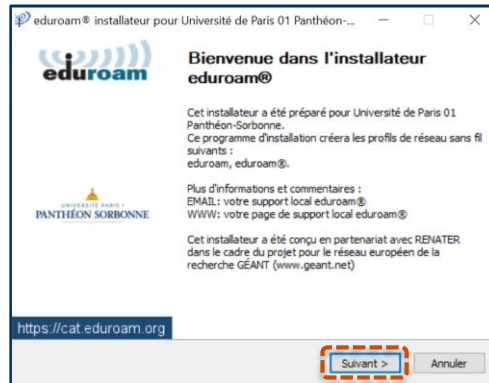 eduroam® installateur pour Université de Paris 01 Panthéon-...
eduroam
Bienvenue dans l'installateur
eduroam®
Cet installateur a été préparé pour Université de Paris 01
Panthéon-Sorbonne.
Ce programme d'installation créera les profils de réseau sans fil
suivants :
eduroam, eduroam®.
Plus d'informations et commentaires :
EMAIL: votre support local eduroam®
WWW: votre page de support local eduroam®
UNIVERSITÉ PARIS 1
PANTHÉON SORBONNE
Cet installateur a été conçu en partenariat avec RENATER
dans le cadre du projet pour le réseau européen de la
recherche GÉANT (www.geant.net)
https://cat.eduroam.org
Suivant >
Annuler